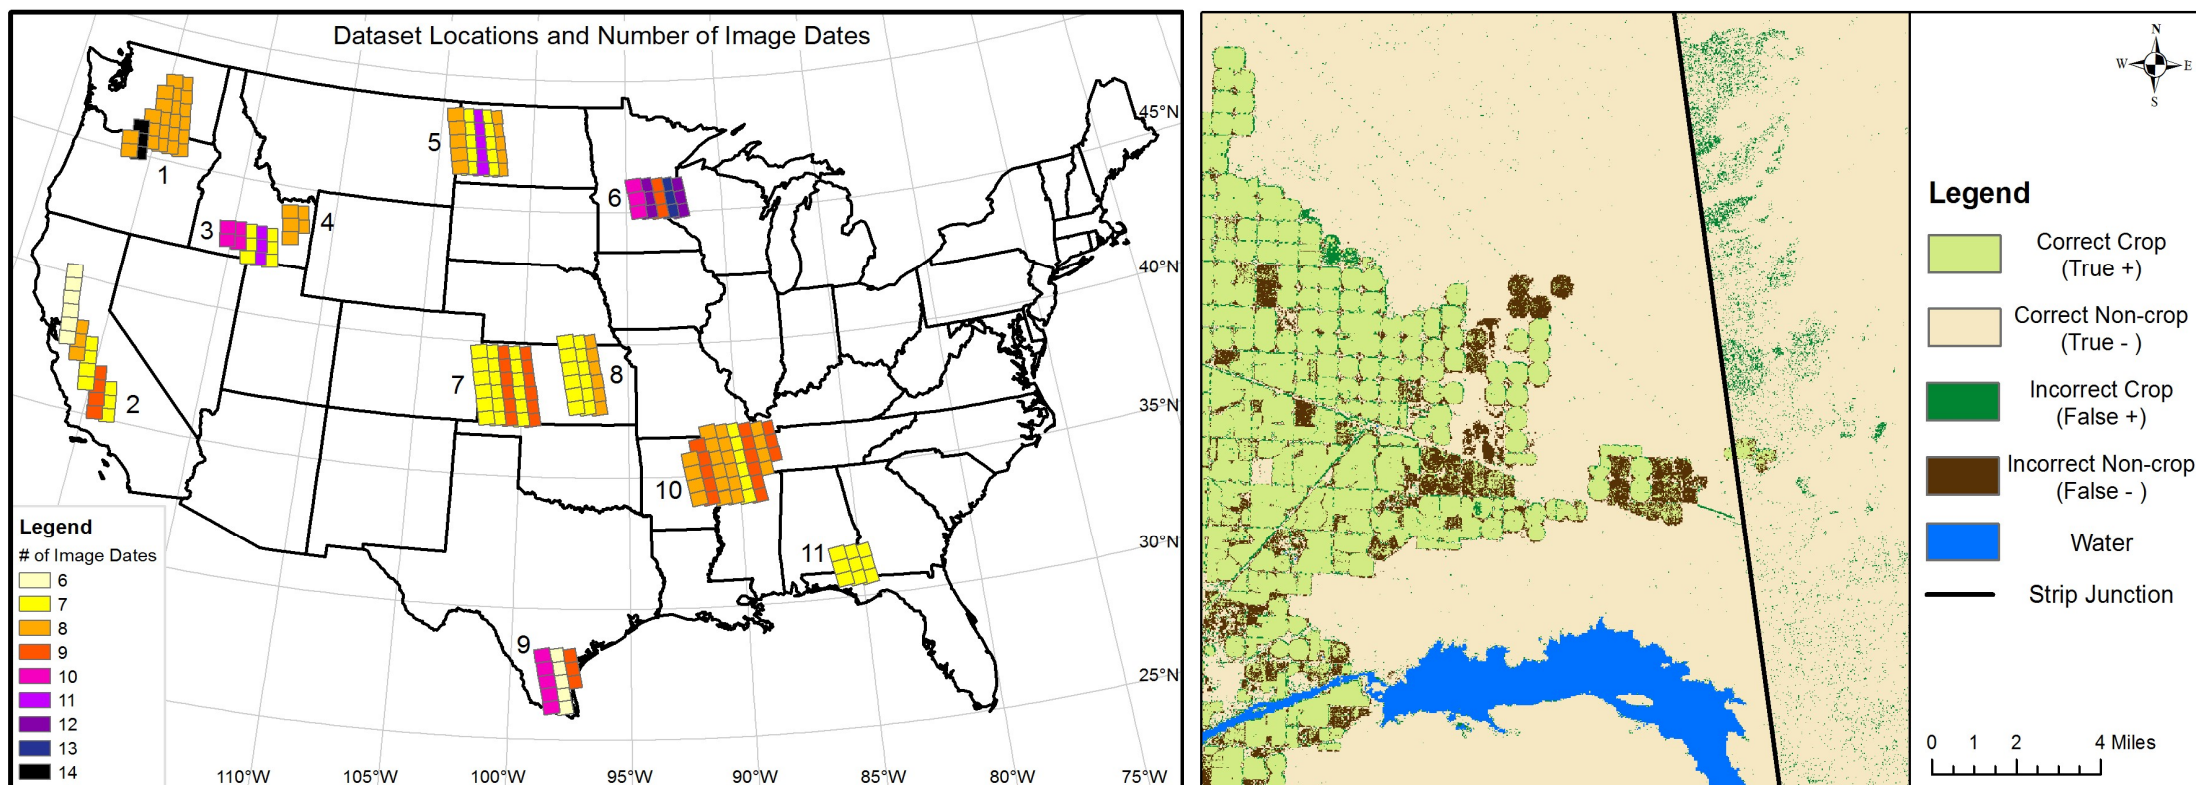 Dataset Locations and Number of Image Dates
1
2
3
4
5
6
7
8
9
10
11
45°N
40°N
35°N
30°N
25°N
110°W
105°W
100°W
95°W
90°W
85°W
80°W
75°W
Legend
# of Image Dates
6
7
8
9
10
11
12
13
14
N
W
E
S
Legend
Correct Crop
(True +)
Correct Non-crop
(True - )
Incorrect Crop
(False +)
Incorrect Non-crop
(False - )
Water
Strip Junction
0 1 2 4 Miles